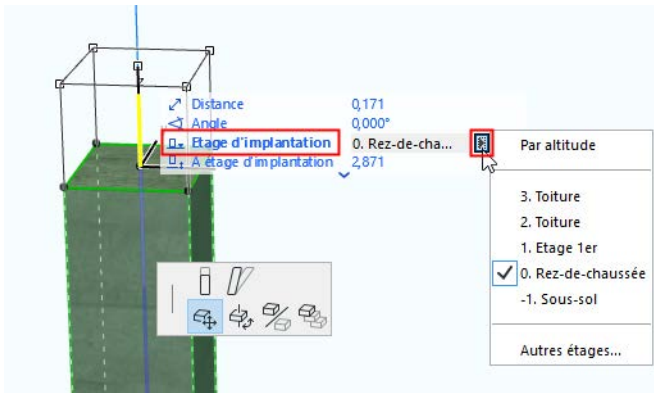 Distance 0,171
Angle 0,000°
Etage d'implantation 0. Rez-de-cha...
A étage d'implantation 2,871
Par altitude
3. Toiture
2. Toiture
1. Etage 1er
0. Rez-de-chaussée
-1. Sous-sol
Autres étages...